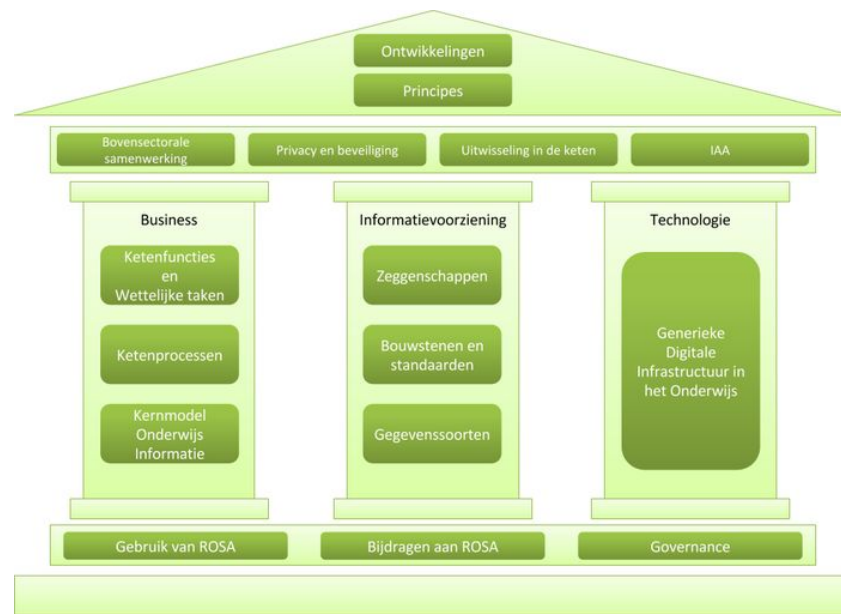 Ontwikkelingen
Principes
Bovensectorale
samenwerking
Privacy en beveiliging
Uitwisseling in de keten
IAA
Business
Ketenfuncties
en
Wettelijke taken
Ketenprocessen
Kernmodel
Onderwijs
Informatie
Informatievoorziening
Zeggenschappen
Bouwstenen en
standaarden
Gegevenssoorten
Technologie
Generieke
Digitale
Infrastructuur in
het Onderwijs
Gebruik van ROSA
Bijdragen aan ROSA
Governance